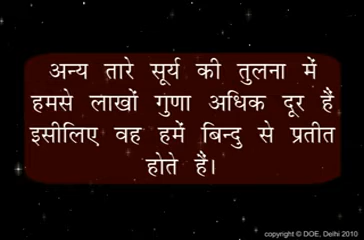 अन्य तारे सूर्य की तुलना में
हमसे लाखों गुणा अधिक दूर हैं
इसीलिए वह हमें बिन्दु से प्रतीत
होते हैं।
copyright © DOE, Delhi 2010